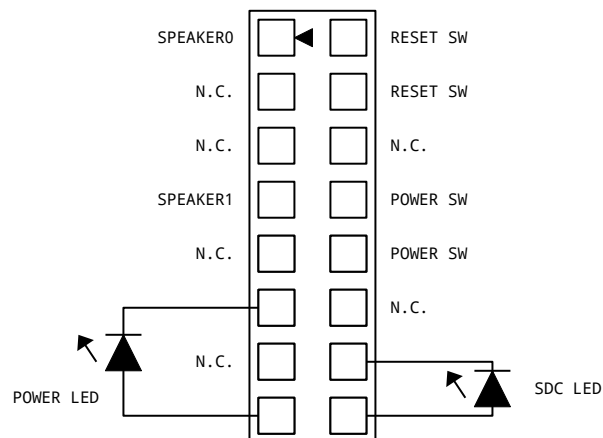 SPEAKER0 RESET SW
N.C. RESET SW
N.C. N.C.
SPEAKER1 POWER SW
N.C. POWER SW
N.C.
N.C.
POWER LED SDC LED